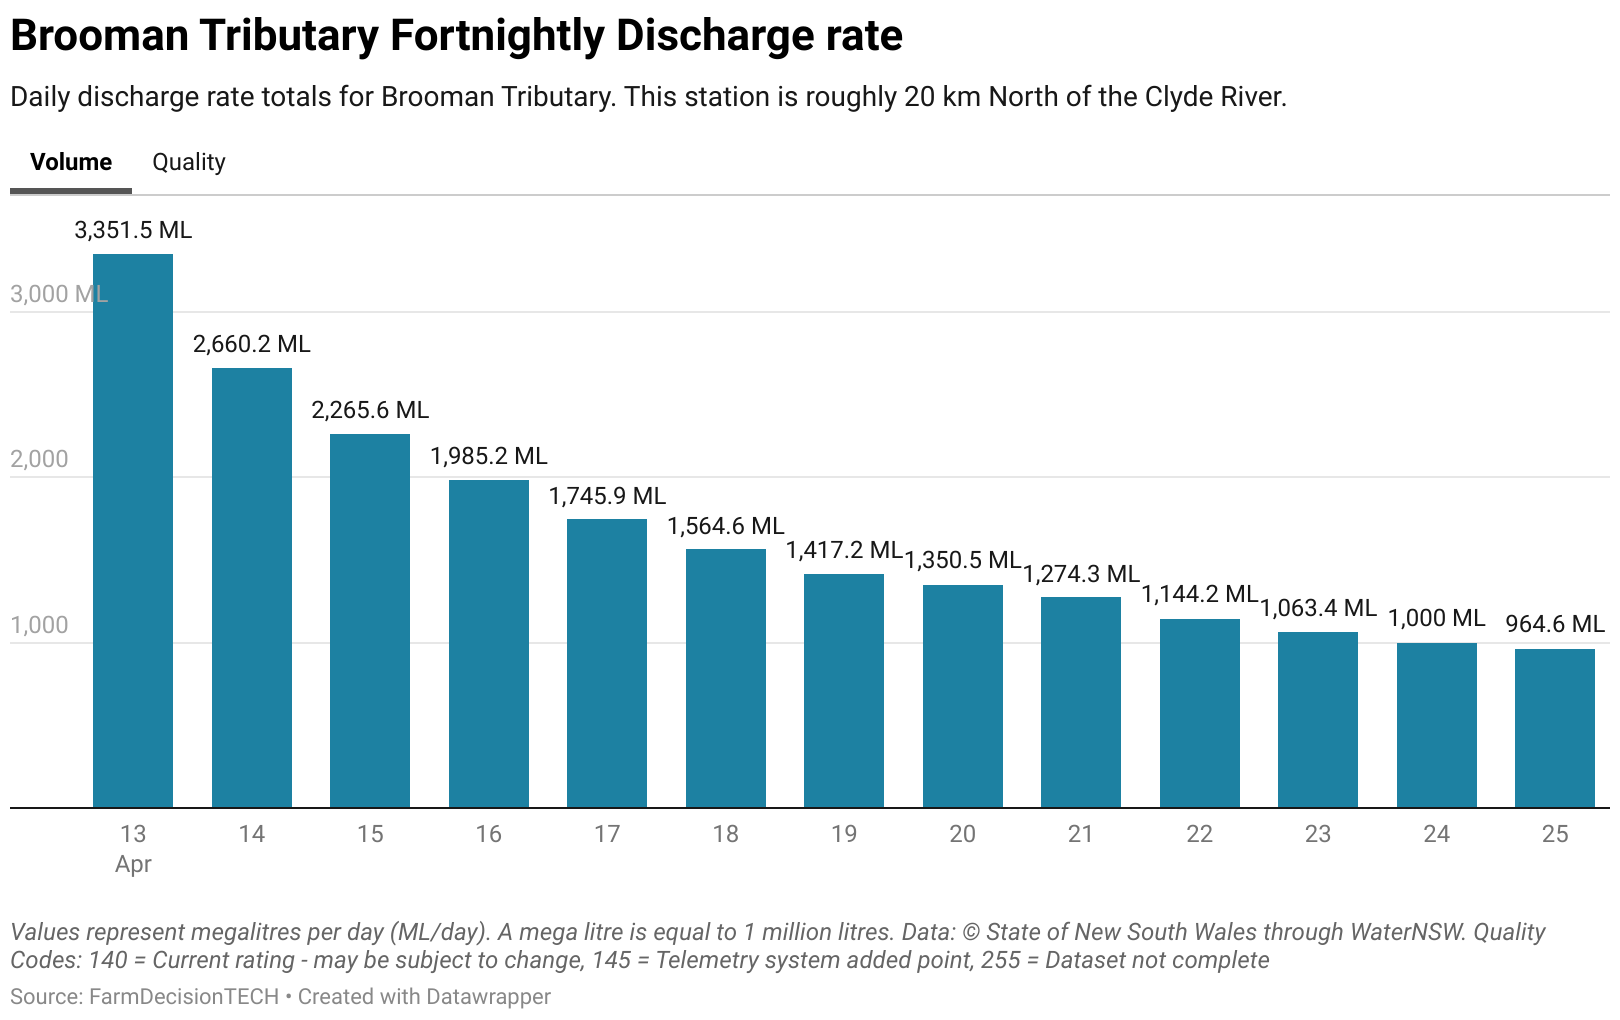 Brooman Tributary Fortnightly Discharge rate
Daily discharge rate totals for Brooman Tributary. This station is roughly 20 km North of the Clyde River.
Volume Quality
3,351.5 ML
3,000 ML
2,660.2 ML
2,265.6 ML
2,000
1,985.2 ML
1,745.9 ML
1,564.6 ML
1,417.2 ML
1,350.5 ML
1,274.3 ML
1,144.2 ML
1,063.4 ML
1,000 ML
964.6 ML
1,000
13 14 15 16 17 18 19 20 21 22 23 24 25
Apr
Values represent megalitres per day (ML/day). A mega litre is equal to 1 million litres. Data: © State of New South Wales through WaterNSW. Quality
Codes: 140 = Current rating - may be subject to change, 145 = Telemetry system added point, 255 = Dataset not complete
Source: FarmDecisionTECH • Created with Datawrapper